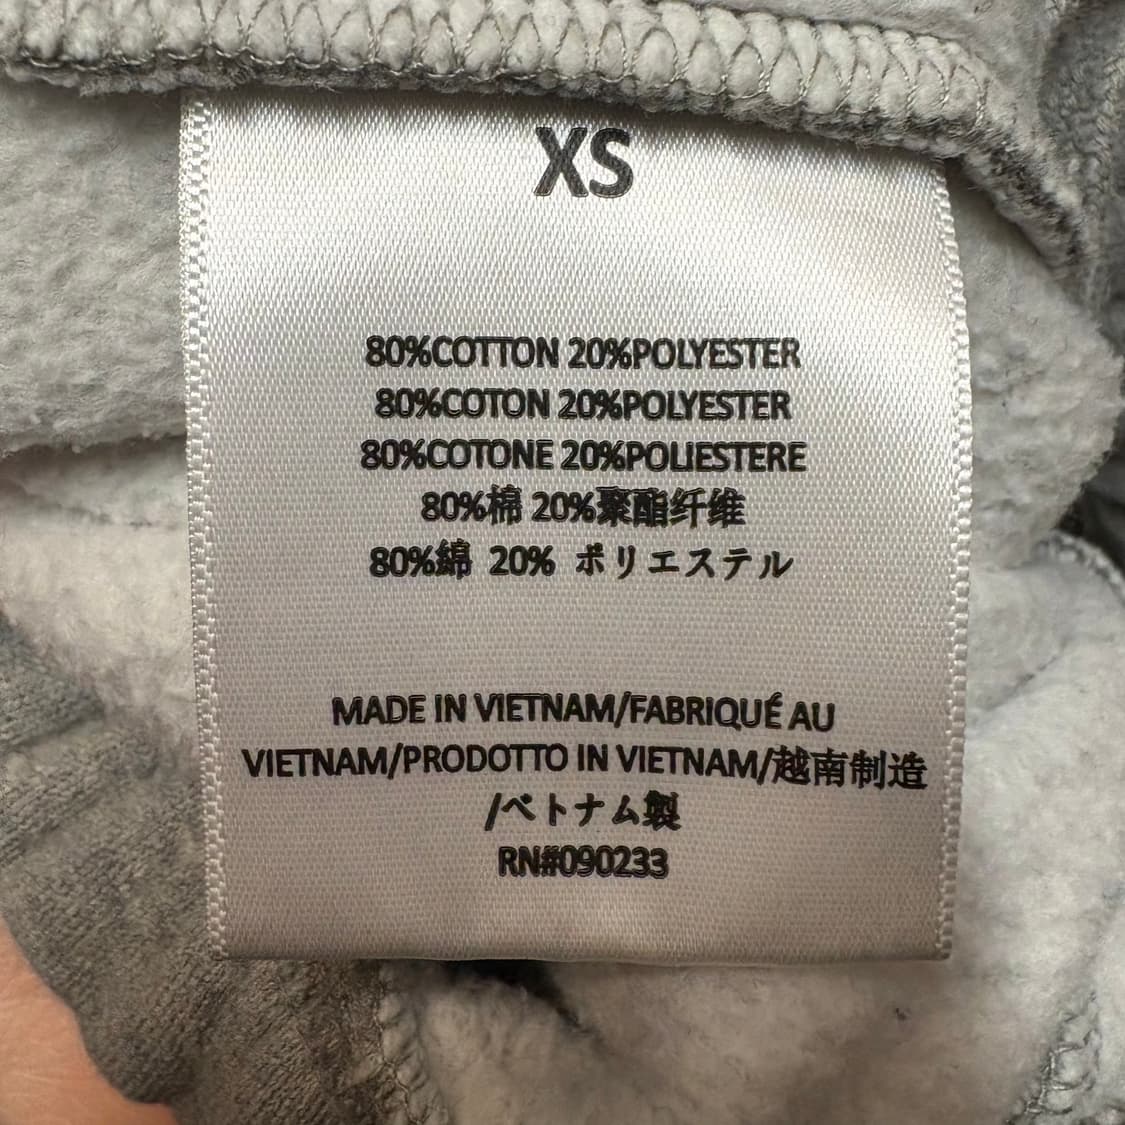 XS
80%COTTON 20%POLYESTER
80%COTON 20%POLYESTER
80%COTONE 20%POLIESTERE
80%棉 20%聚酯纤维
80%綿 20% ポリエステル
MADE IN VIETNAM/FABRIQUÉ AU
VIETNAM/PRODOTTO IN VIETNAM/越南制造
/ベトナム製
RN#090233